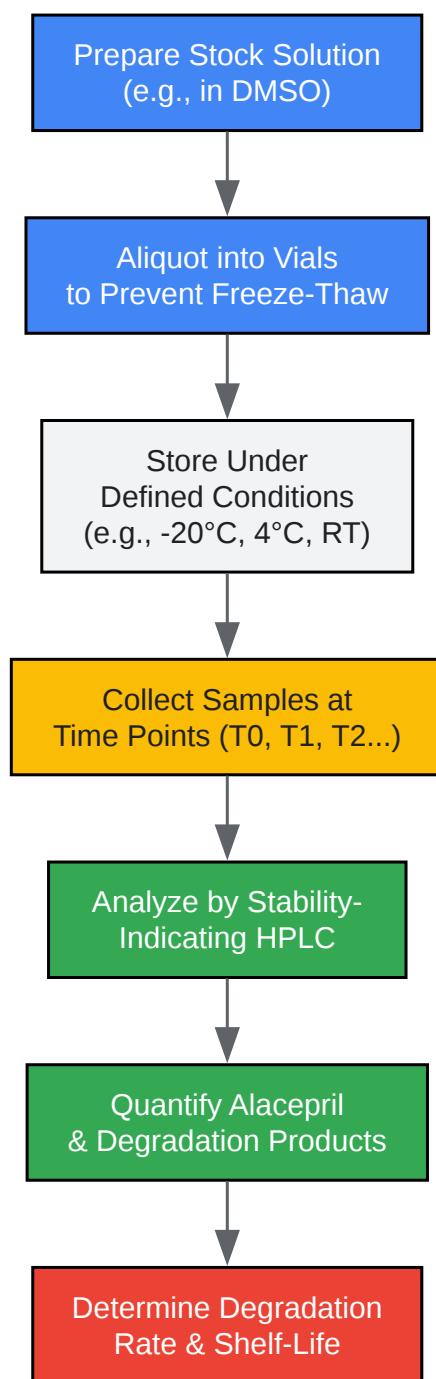 Prepare Stock Solution
(e.g., in DMSO)
Aliquot into Vials
to Prevent Freeze-Thaw
Store Under
Defined Conditions
(e.g., -20°C, 4°C, RT)
Collect Samples at
Time Points (T0, T1, T2...)
Analyze by Stability-
Indicating HPLC
Quantify Alacepril
& Degradation Products
Determine Degradation
Rate & Shelf-Life